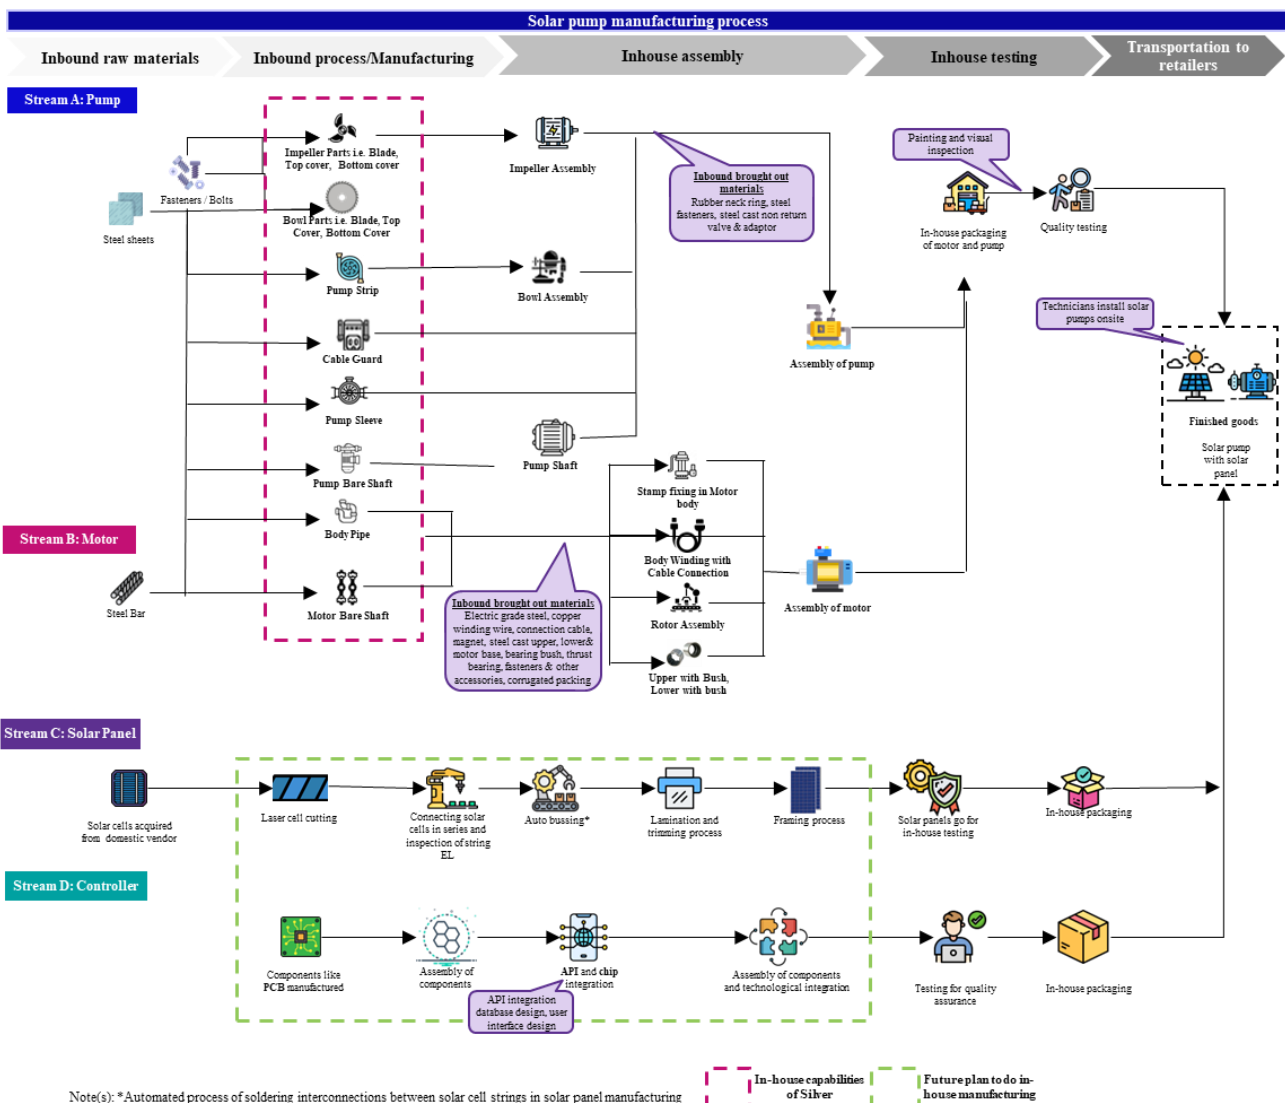 Solar pump manufacturing process
Inbound raw materials
Inbound process/Manufacturing
Inhouse assembly
Inhouse testing
Transportation to
retailers
Stream A: Pump
Fasteners / Bolts
Steel sheets
Impeller Parts i.e. Blade,
Top cover, Bottom cover
Bowl Parts i.e. Blade, Top
Cover, Bottom Cover
Pump Strip
Cable Guard
Pump Sleeve
Pump Bare Shaft
Body Pipe
Motor Bare Shaft
Impeller Assembly
Bowl Assembly
Pump Shaft
Inbound brought out
materials
Rubber neck ring, steel
fasteners, steel cast non return
valve & adaptor
Assembly of pump
Painting and visual
inspection
In-house packaging
of motor and pump
Quality testing
Technicians install solar
pumps onsite
Finished goods
Solar pump
with solar
panel
Stream B: Motor
Steel Bar
Inbound brought out materials
Electric grade steel, copper
winding wire, connection cable,
magnet, steel cast upper, lower&
motor base, bearing bush, thrust
bearing, fasteners & other
accessories, corrugated packing
Stamp fixing in Motor
body
Body Winding with
Cable Connection
Rotor Assembly
Upper with Bush,
Lower with bush
Assembly of motor
Stream C: Solar Panel
Solar cells acquired
from domestic vendor
Laser cell cutting
Connecting solar
cells in series and
inspection of string
EL
Auto bussing*
Lamination and
trimming process
Framing process
Solar panels go for
in-house testing
In-house packaging
Stream D: Controller
Components like
PCB manufactured
Assembly of
components
API and chip
integration
API integration
database design, user
interface design
Assembly of components
and technological integration
Testing for quality
assurance
In-house packaging
Note(s): *Automated process of soldering interconnections between solar cell strings in solar panel manufacturing
In-house capabilities
of Silver
Future plan to do in-
house manufacturing